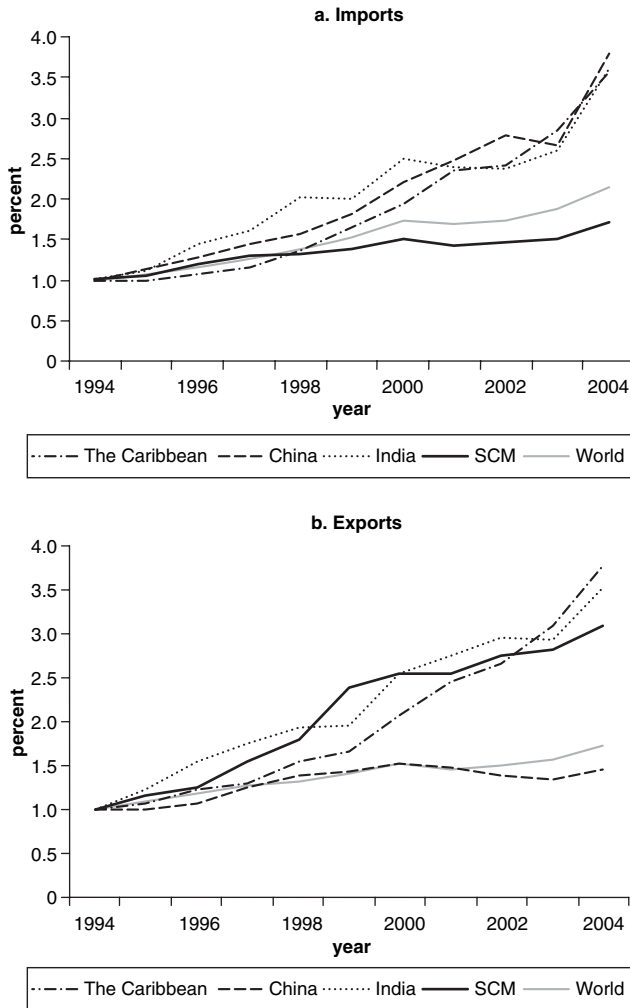 a. Imports
4.0
3.5
3.0
2.5
2.0
1.5
1.0
0.5
0
percent
1994 1996 1998 2000 2002 2004
year
The Caribbean China India SCM World
b. Exports
4.0
3.5
3.0
2.5
2.0
1.5
1.0
0.5
0
percent
1994 1996 1998 2000 2002 2004
year
The Caribbean China India SCM World